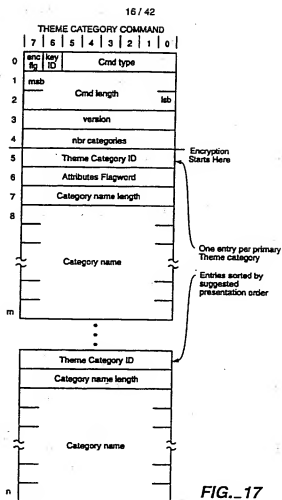 16 / 42
THEME CATEGORY COMMAND
7 6 5 4 3 2 1 0
0 enc flg key ID Cmd type
1 msb
Cmd length
2 lsb
3 version
4 nbr categories
Encryption Starts Here
5 Theme Category ID
6 Attributes Flagword
7 Category name length
8
Category name
One entry per primary Theme category
Entries sorted by suggested presentation order
m
Theme Category ID
Category name length
Category name
n
FIG._17